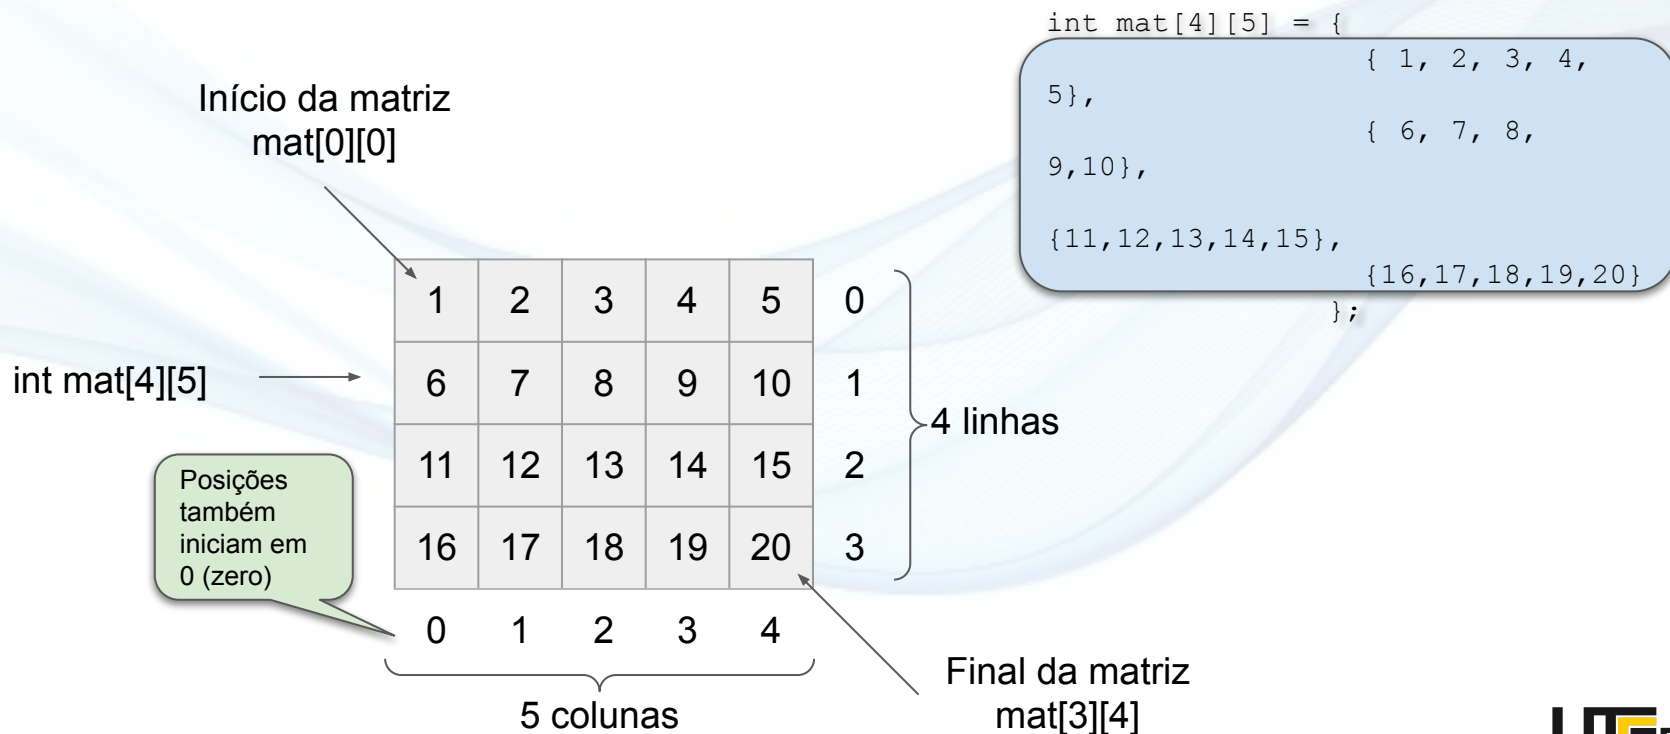 int mat[4][5] = {
{ 1, 2, 3, 4,
5},
{ 6, 7, 8,
9,10},
{11,12,13,14,15},
{16,17,18,19,20}
};
Início da matriz
mat[0][0]
1 2 3 4 5 0
int mat[4][5]
6 7 8 9 10 1
4 linhas
11 12 13 14 15 2
Posições
também
iniciam em
0 (zero)
16 17 18 19 20 3
0 1 2 3 4
5 colunas
Final da matriz
mat[3][4]